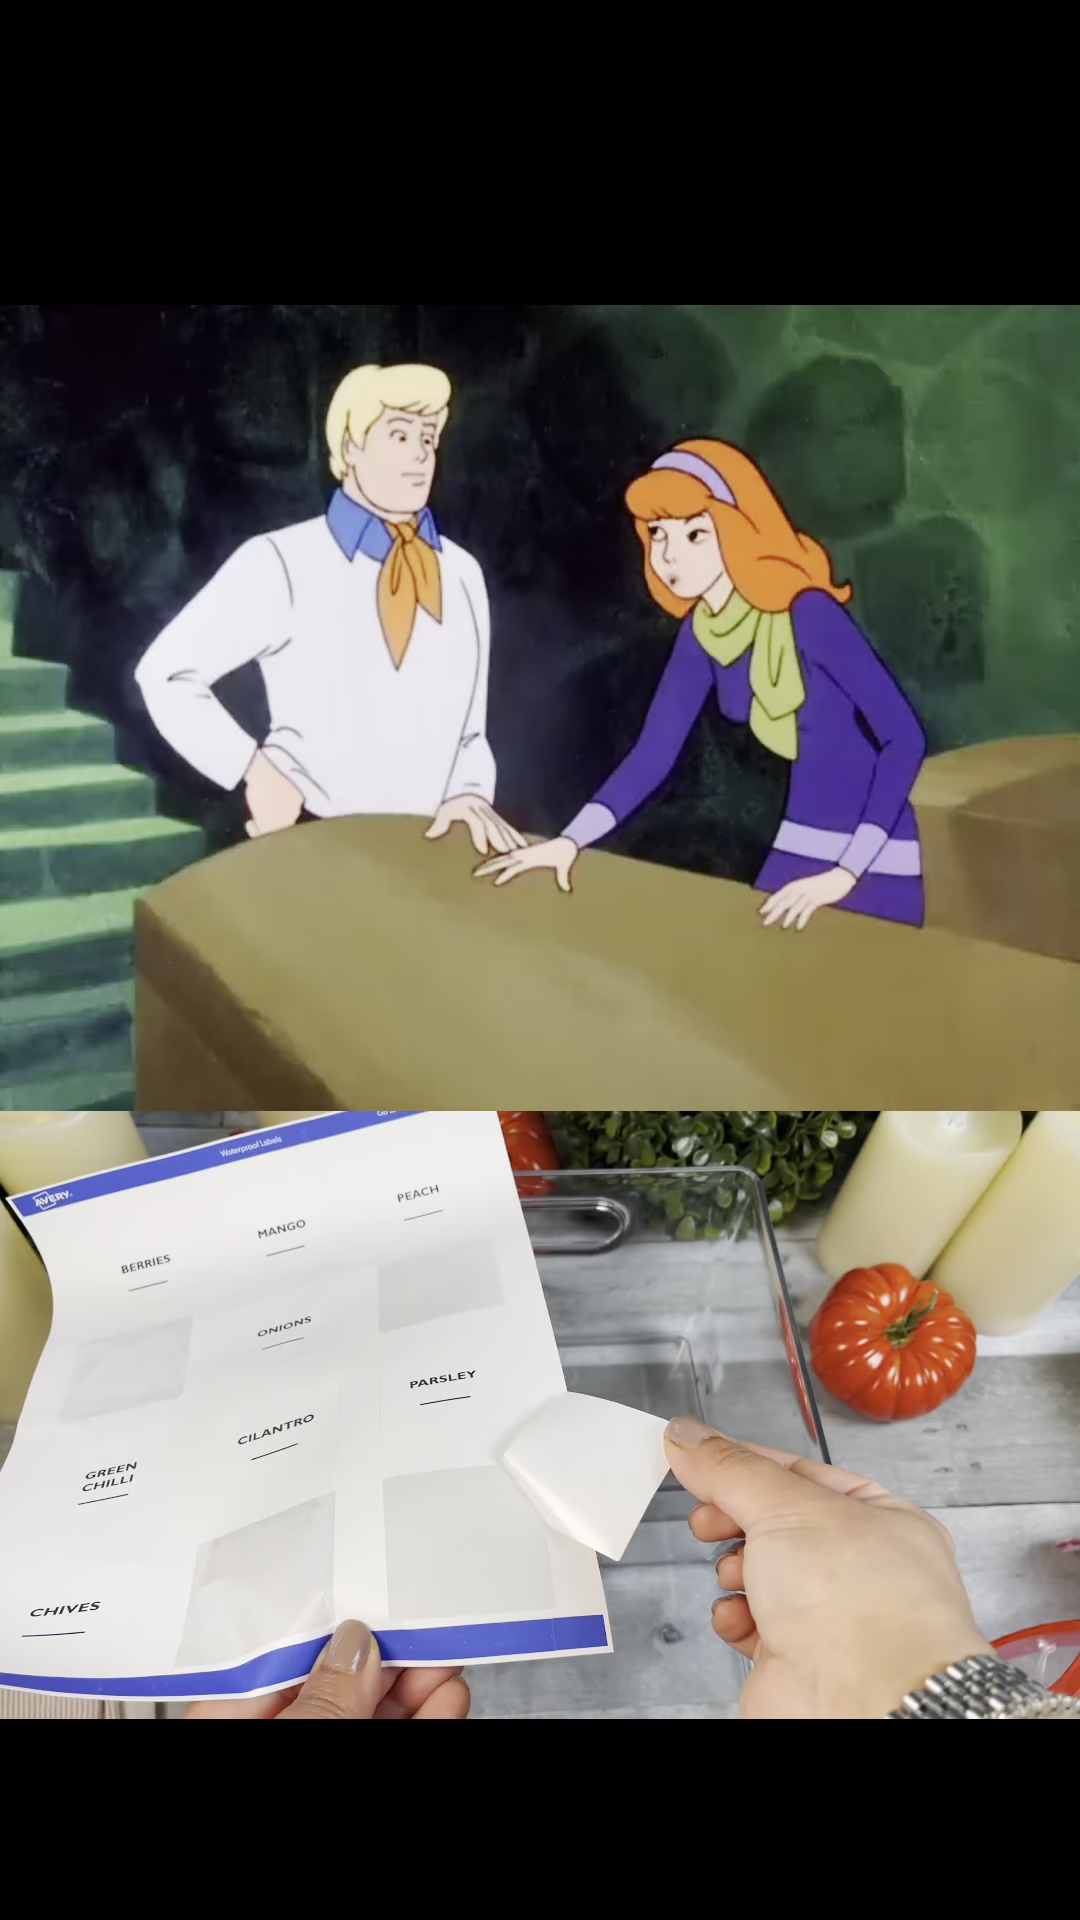 AVERY
Waterproof Labels
PEACH
MANGO
BERRIES
ONIONS
PARSLEY
CILANTRO
GREEN
CHILLI
CHIVES